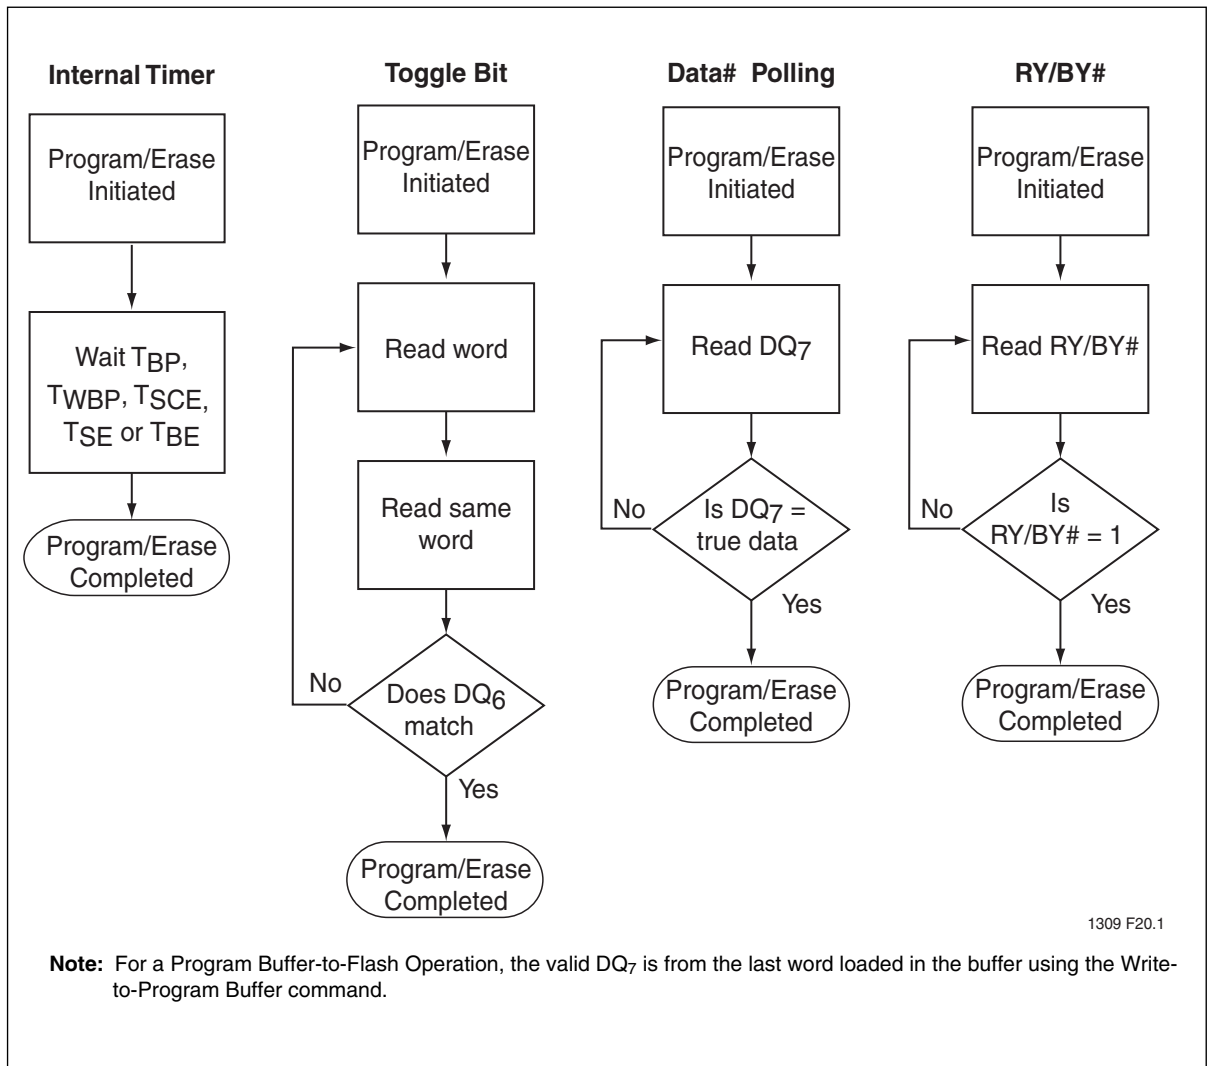 Internal Timer
Program/Erase
Initiated
Wait TBP,
TWBP, TSCE,
TSE or TBE
Program/Erase
Completed
Toggle Bit
Program/Erase
Initiated
Read word
Read same
word
Does DQ6
match
No
Yes
Program/Erase
Completed
Data# Polling
Program/Erase
Initiated
Read DQ7
Is DQ7 =
true data
No
Yes
Program/Erase
Completed
RY/BY#
Program/Erase
Initiated
Read RY/BY#
Is
RY/BY# = 1
No
Yes
Program/Erase
Completed
1309 F20.1
Note: For a Program Buffer-to-Flash Operation, the valid DQ7 is from the last word loaded in the buffer using the Write-
to-Program Buffer command.